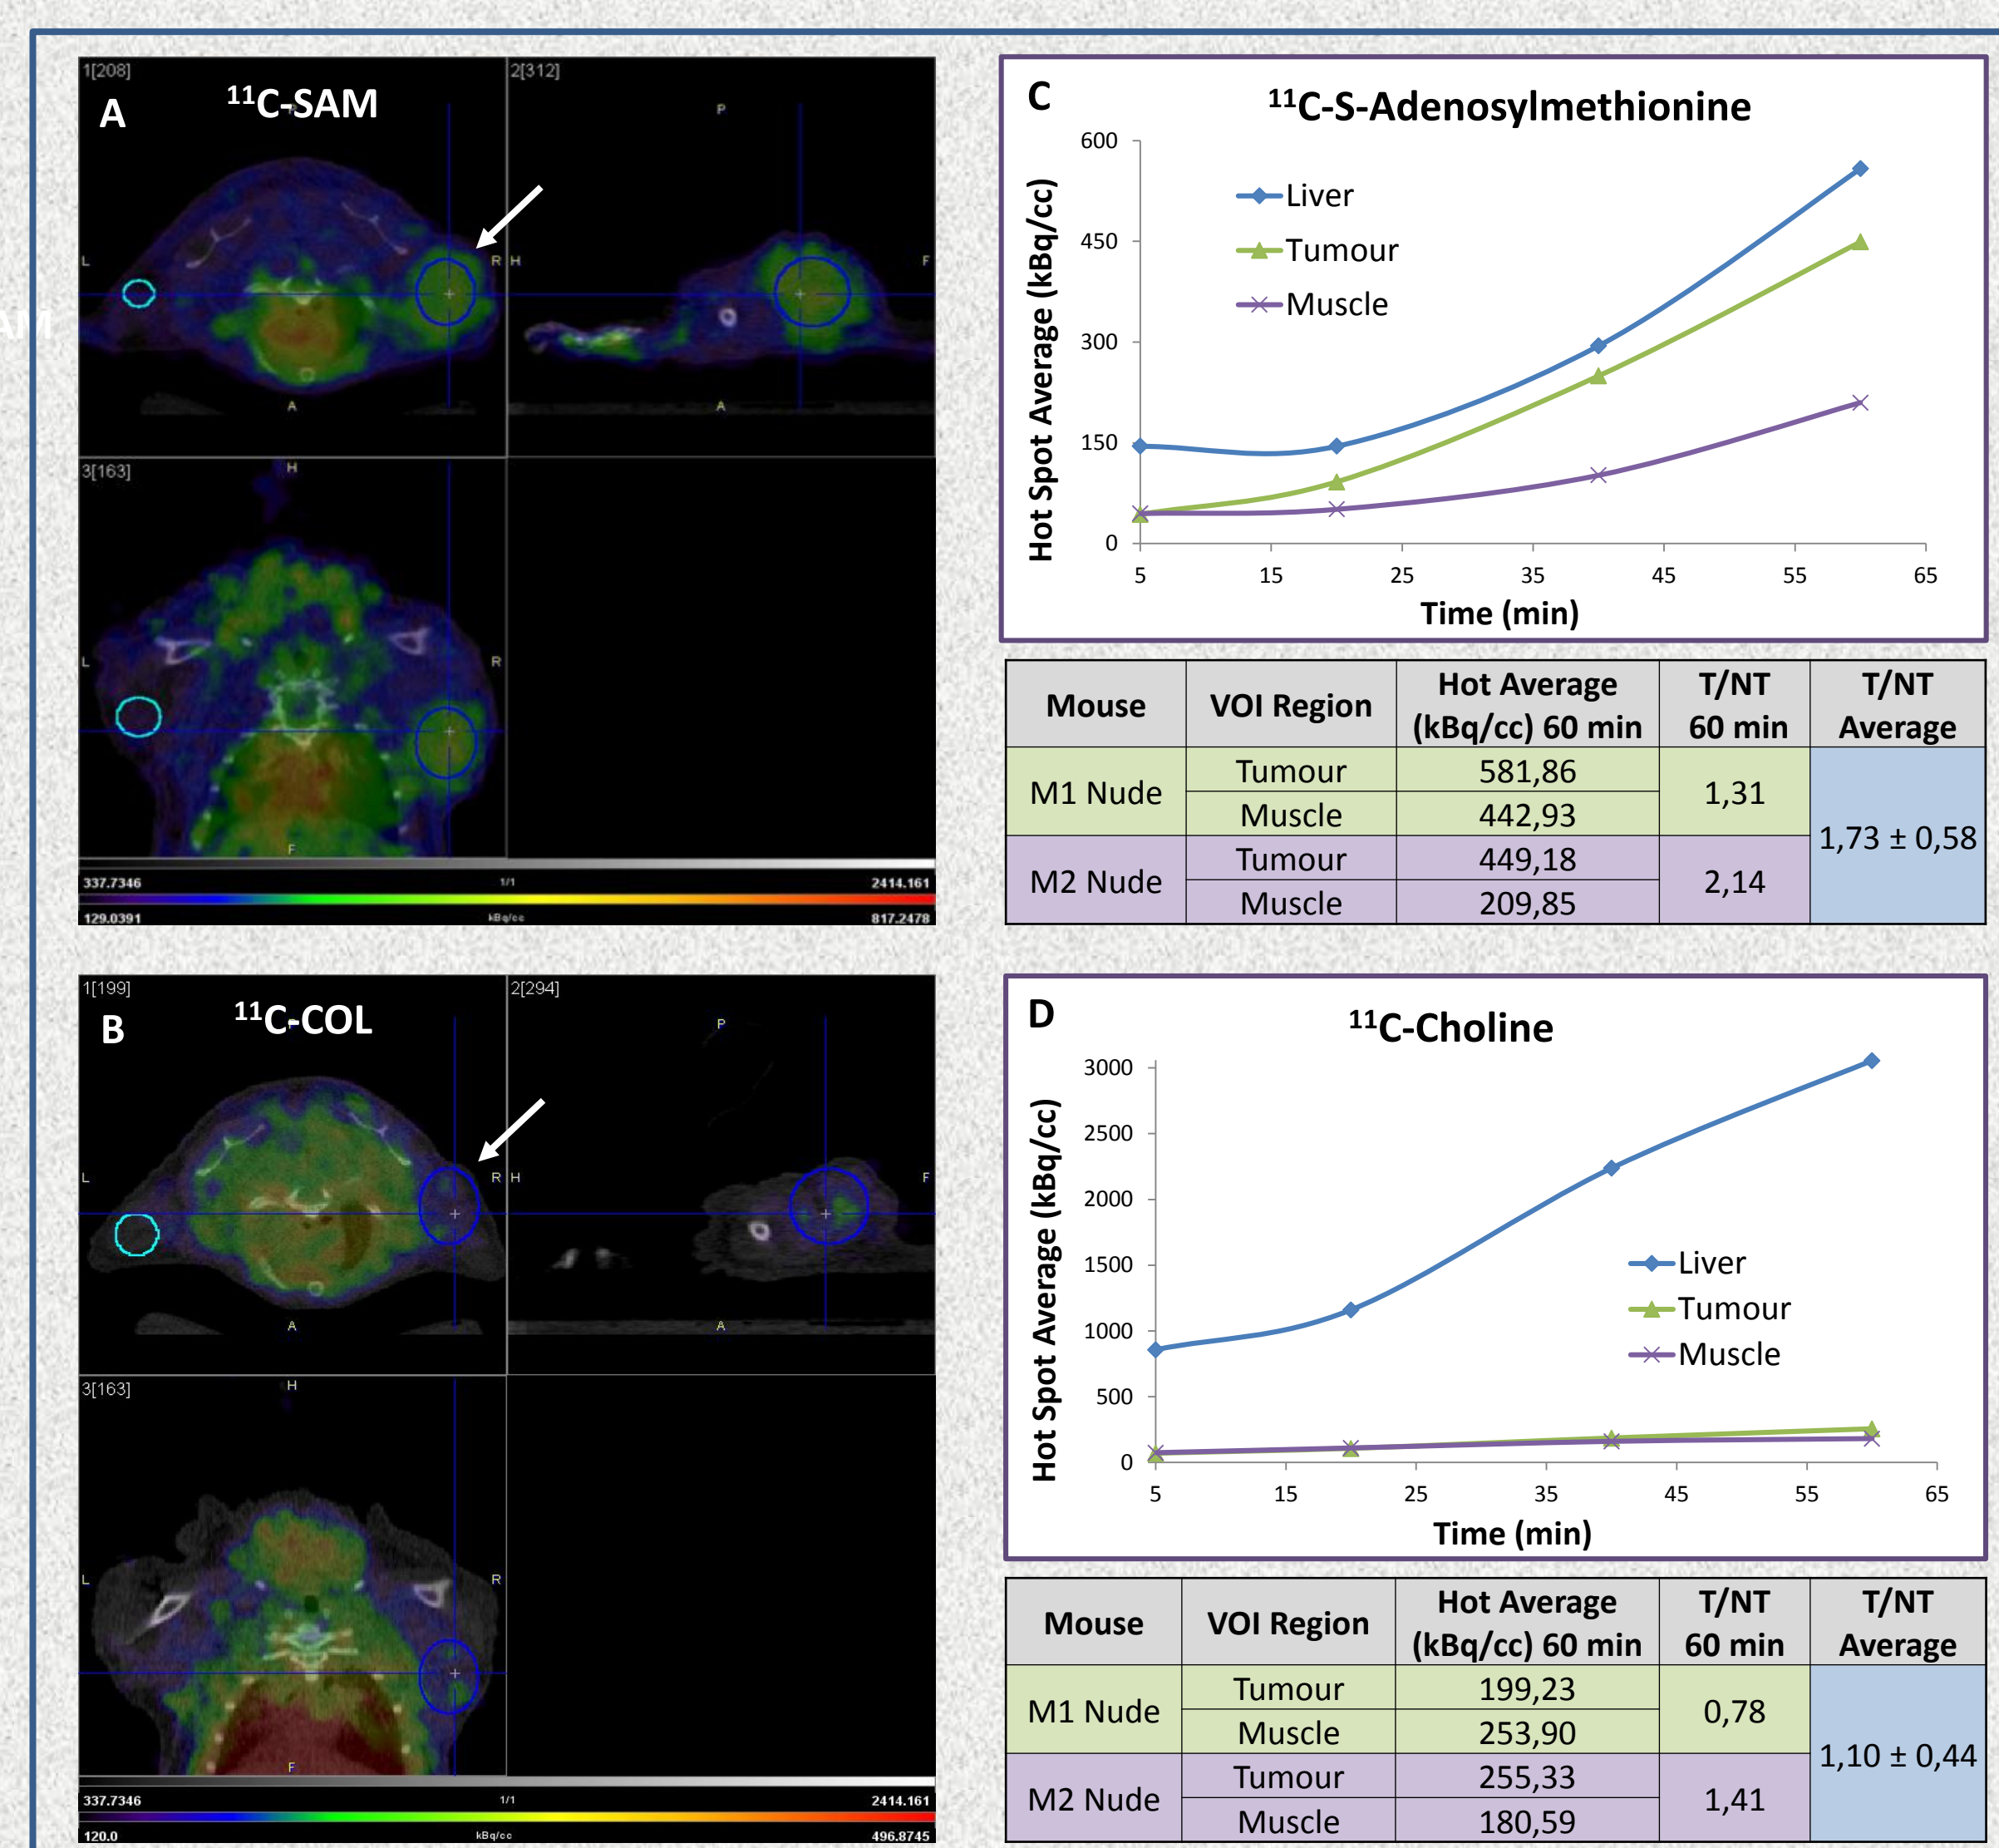 1[208]
A
¹¹C-SAM
2[312]
P
P
L
R
H
F
A
A
AM
3[163]
H
L
R
F
337.7346
1/1
2414.161
129.0391
kBq/cc
817.2478
C
¹¹C-S-Adenosylmethionine
Hot Spot Average (kBq/cc)
600
450
300
150
0
Liver
Tumour
Muscle
5 15 25 35 45 55 65
Time (min)
Mouse VOI Region Hot Average (kBq/cc) 60 min T/NT 60 min T/NT Average
M1 Nude Tumour 581,86 1,31 1,73 ± 0,58
Muscle 442,93
M2 Nude Tumour 449,18 2,14
Muscle 209,85
1[199]
B
¹¹C-COL
2[294]
P
L
R
H
F
A
A
3[163]
H
L
R
F
337.7346
1/1
2414.161
120.0
kBq/cc
496.8745
D
¹¹C-Choline
Hot Spot Average (kBq/cc)
3000
2500
2000
1500
1000
500
0
Liver
Tumour
Muscle
5 15 25 35 45 55 65
Time (min)
Mouse VOI Region Hot Average (kBq/cc) 60 min T/NT 60 min T/NT Average
M1 Nude Tumour 199,23 0,78 1,10 ± 0,44
Muscle 253,90
M2 Nude Tumour 255,33 1,41
Muscle 180,59